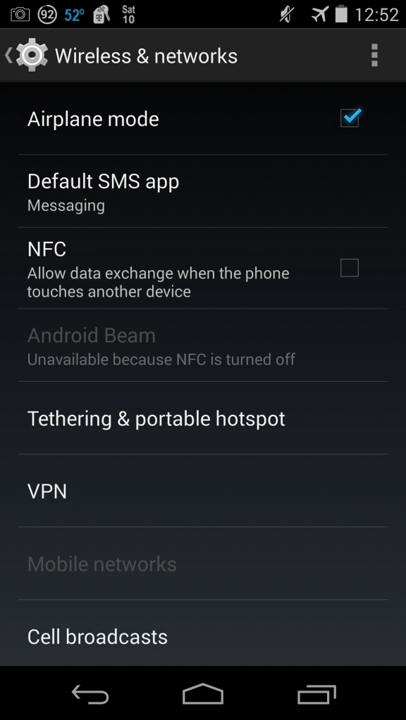 92 52° Sat 10 12:52
Wireless & networks
Airplane mode
Default SMS app
Messaging
NFC
Allow data exchange when the phone
touches another device
Android Beam
Unavailable because NFC is turned off
Tethering & portable hotspot
VPN
Mobile networks
Cell broadcasts